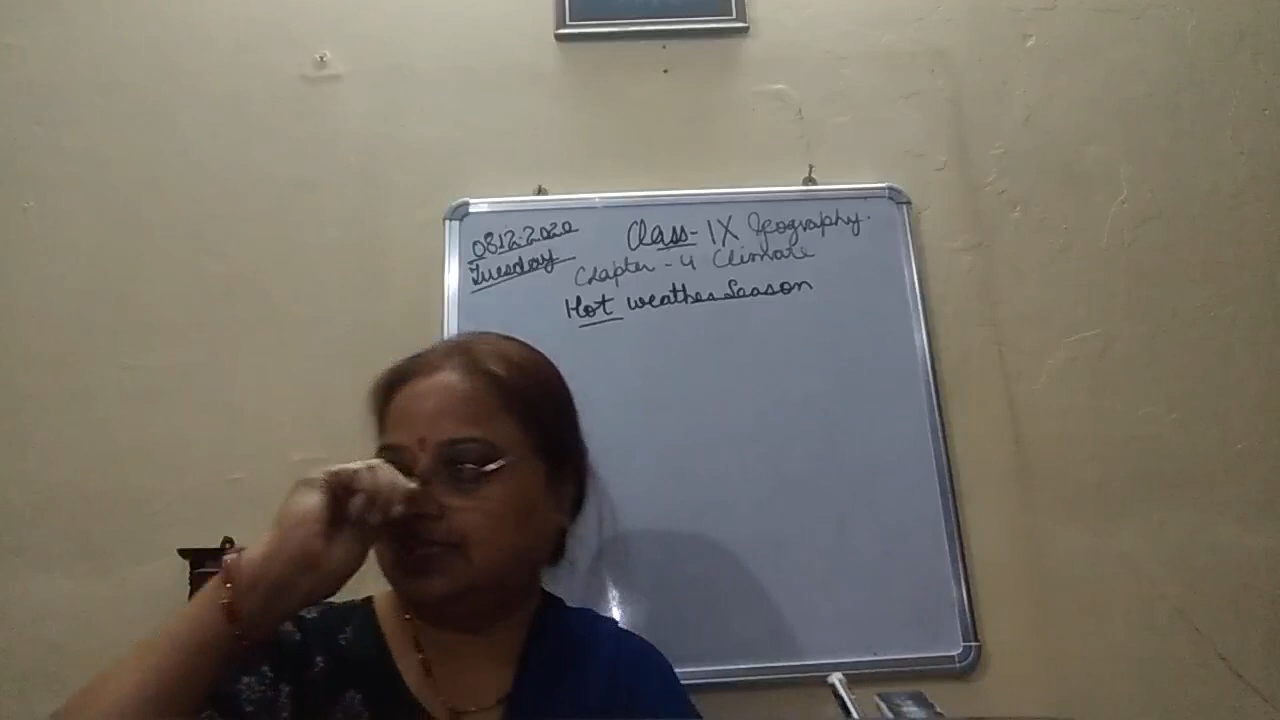 08.12.2020
Tuesday
Class-IX Geography.
Chapter-4 Climate
Hot weather Season